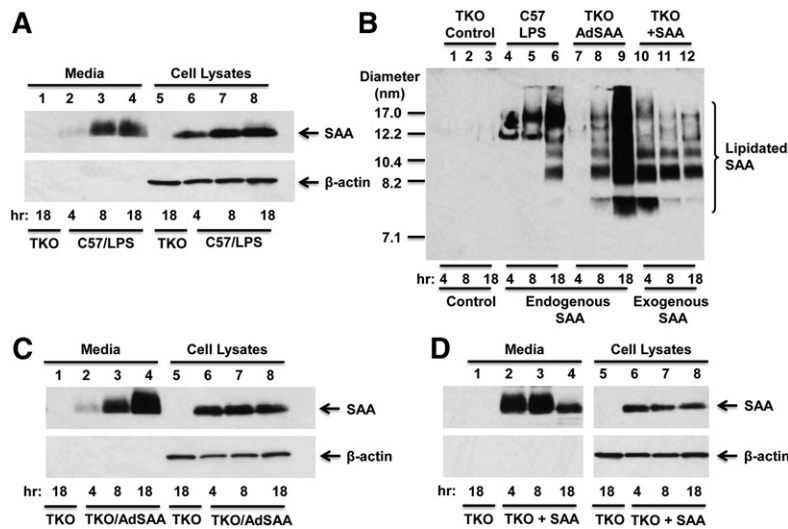 A
Media Cell Lysates
1 2 3 4 5 6 7 8
SAA
β-actin
hr: 18 4 8 18 18 4 8 18
TKO C57/LPS TKO C57/LPS
B
TKO C57 TKO TKO
Control LPS AdSAA +SAA
1 2 3 4 5 6 7 8 9 10 11 12
Diameter
(nm)
17.0
12.2
10.4
8.2
7.1
Lipidated
SAA
hr: 4 8 18 4 8 18 4 8 18 4 8 18
Control Endogenous Exogenous
SAA SAA
C
Media Cell Lysates
1 2 3 4 5 6 7 8
SAA
β-actin
hr: 18 4 8 18 18 4 8 18
TKO TKO/AdSAA TKO TKO/AdSAA
D
Media Cell Lysates
1 2 3 4 5 6 7 8
SAA
β-actin
hr: 18 4 8 18 18 4 8 18
TKO TKO + SAA TKO TKO + SAA